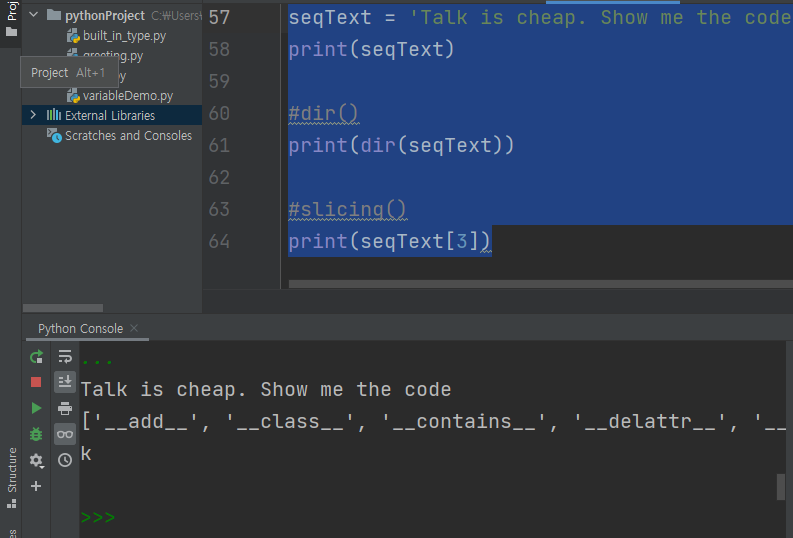 Proj
pythonProject C:₩Users₩
built_in_type.py
greeting.py
.py
Project Alt+1
variableDemo.py
External Libraries
Scratches and Consoles
57 seqText = 'Talk is cheap. Show me the code
58 print(seqText)
59
60 #dir()
61 print(dir(seqText))
62
63 #slicing()
64 print(seqText[3])
Python Console
...
Talk is cheap. Show me the code
['__add__', '__class__', '__contains__', '__delattr__', '__
k
>>>
Structure